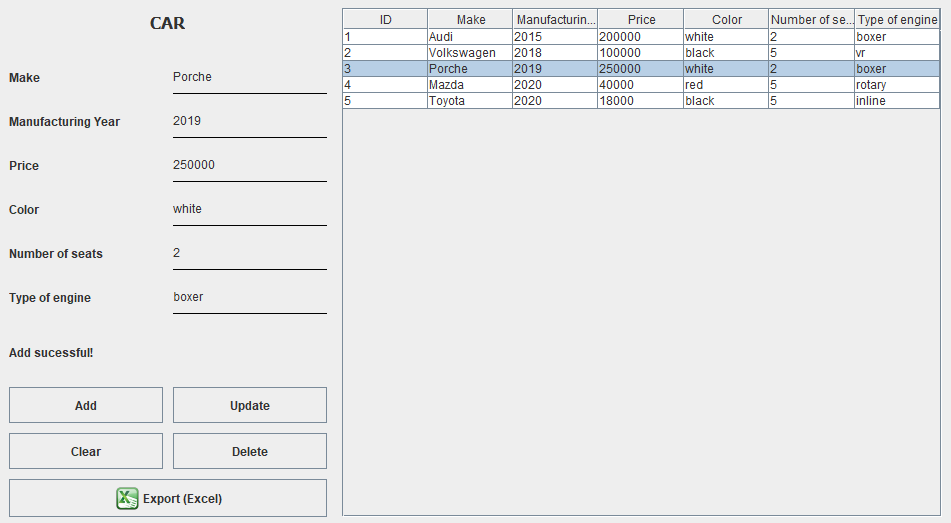 CAR
Make Porche
Manufacturing Year 2019
Price 250000
Color white
Number of seats 2
Type of engine boxer
Add sucessful!
Add Update
Clear Delete
Export (Excel)
ID Make Manufacturin... Price Color Number of se... Type of engine
1 Audi 2015 200000 white 2 boxer
2 Volkswagen 2018 100000 black 5 vr
3 Porche 2019 250000 white 2 boxer
4 Mazda 2020 40000 red 5 rotary
5 Toyota 2020 18000 black 5 inline